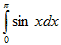 ∫₀^π sin xdx